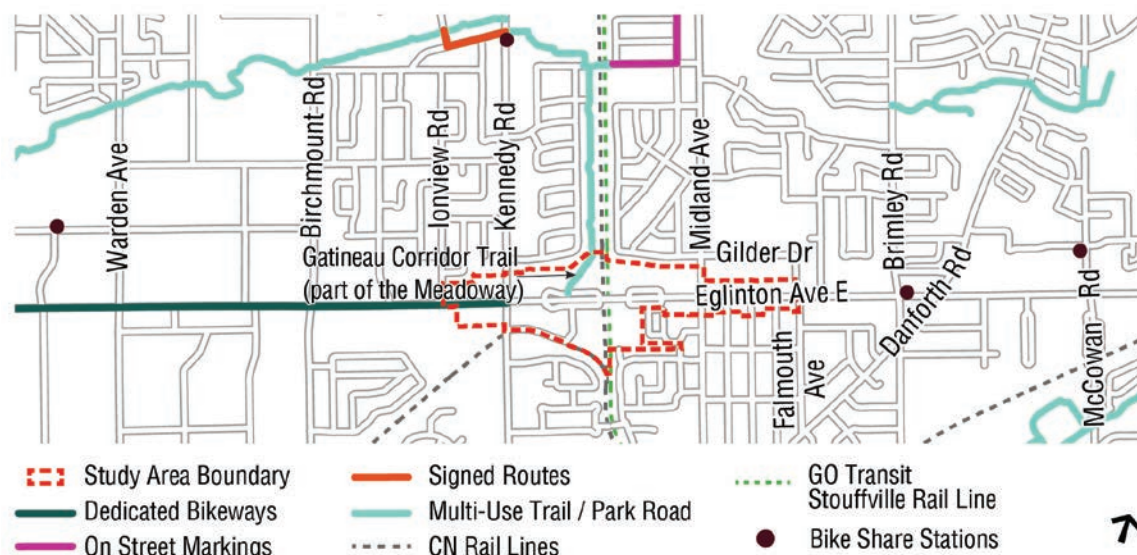 Warden Ave
Birchmount Rd
Ionview Rd
Kennedy Rd
Midland Ave
Brimley Rd
Danforth Rd
McCowan Rd
Gatineau Corridor Trail
(part of the Meadoway)
Gilder Dr
Eglinton Ave E
Falmouth
Ave
Study Area Boundary
Dedicated Bikeways
On Street Markings
Signed Routes
Multi-Use Trail / Park Road
CN Rail Lines
GO Transit
Stouffville Rail Line
Bike Share Stations